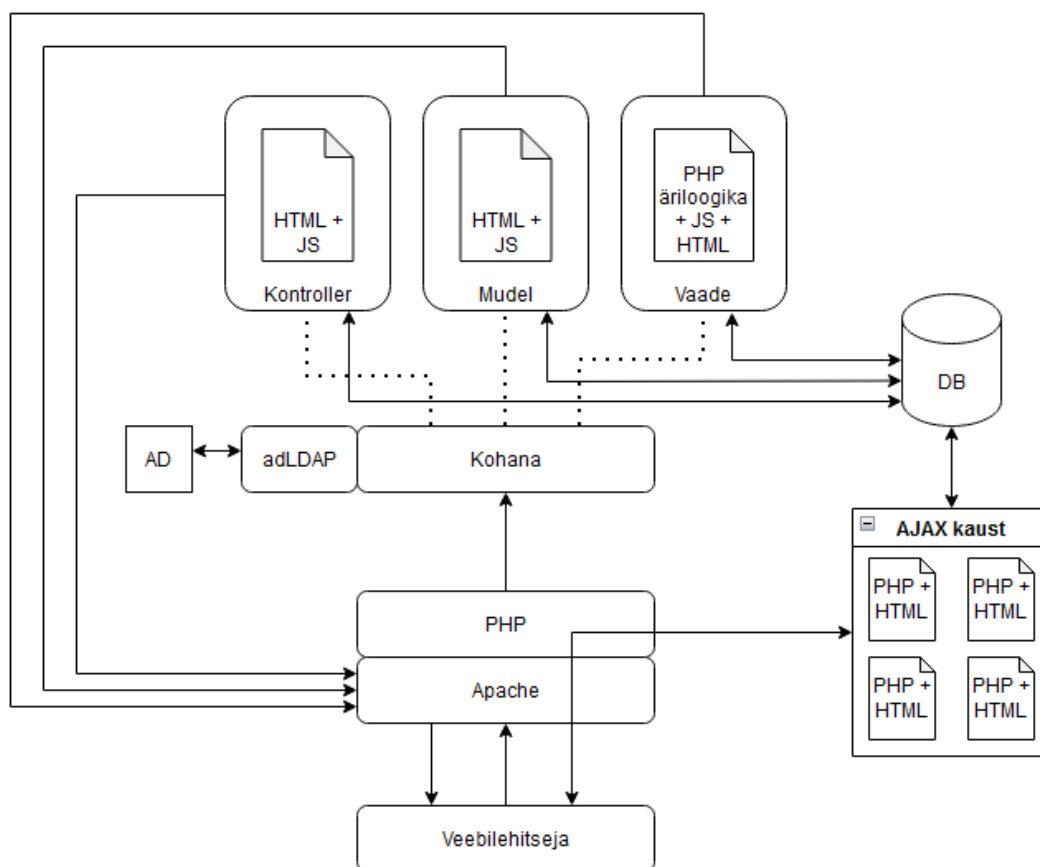 HTML +
JS
Kontroller
HTML +
JS
Mudel
PHP
äriloogika
+ JS +
HTML
Vaade
DB
AD
adLDAP
Kohana
AJAX kaust
PHP +
HTML
PHP +
HTML
PHP +
HTML
PHP +
HTML
PHP
Apache
Veebilehitseja